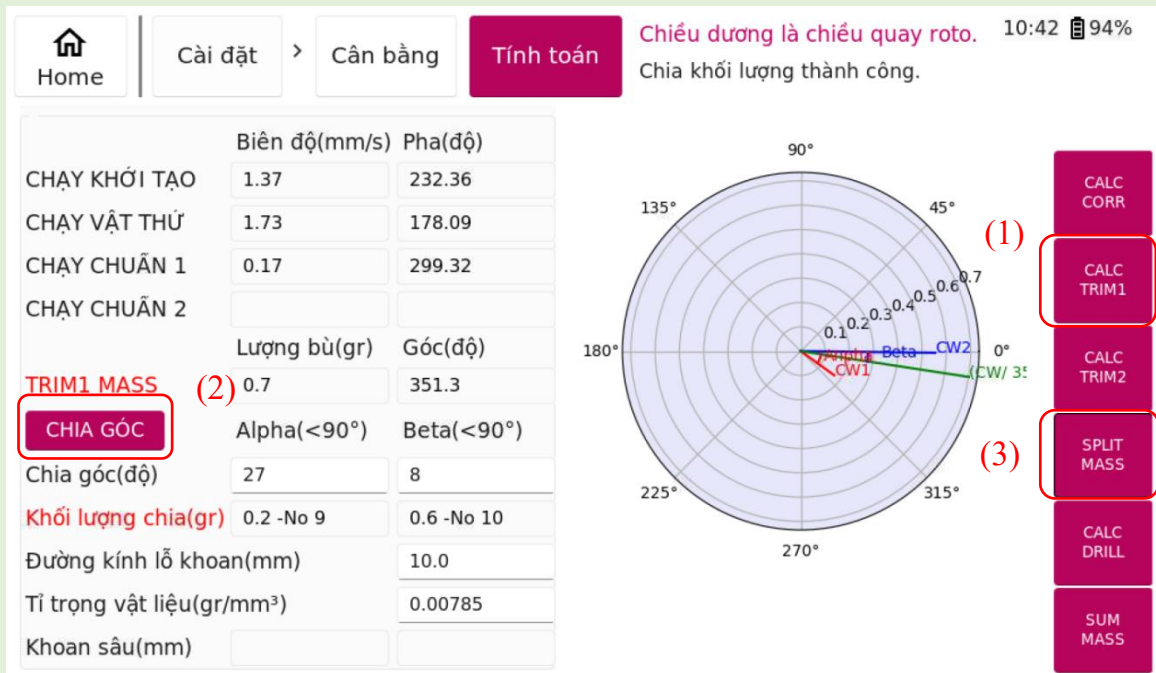 Home
Cài đặt > Cân bằng
Tính toán
Chiều dương là chiều quay roto.
Chia khối lượng thành công.
10:42 94%
Biên độ(mm/s) Pha(độ)
CHẠY KHỞI TẠO 1.37 232.36
CHẠY VẬT THỬ 1.73 178.09
CHẠY CHUẨN 1 0.17 299.32
CHẠY CHUẨN 2
Lượng bù(gr) Góc(độ)
TRIM1 MASS (2) 0.7 351.3
CHIA GÓC Alpha(<90°) Beta(<90°)
Chia góc(độ) 27 8
Khối lượng chia(gr) 0.2 -No 9 0.6 -No 10
Đường kính lỗ khoan(mm) 10.0
Tỉ trọng vật liệu(gr/mm³) 0.00785
Khoan sâu(mm)
90°
135° 45°
0.1 0.2 0.3 0.4 0.5 0.6 0.7
180° 0°
Beta CW2
CW1
(CW/ 35
225° 315°
270°
(1)
(3)
CALC
CORR
CALC
TRIM1
CALC
TRIM2
SPLIT
MASS
CALC
DRILL
SUM
MASS